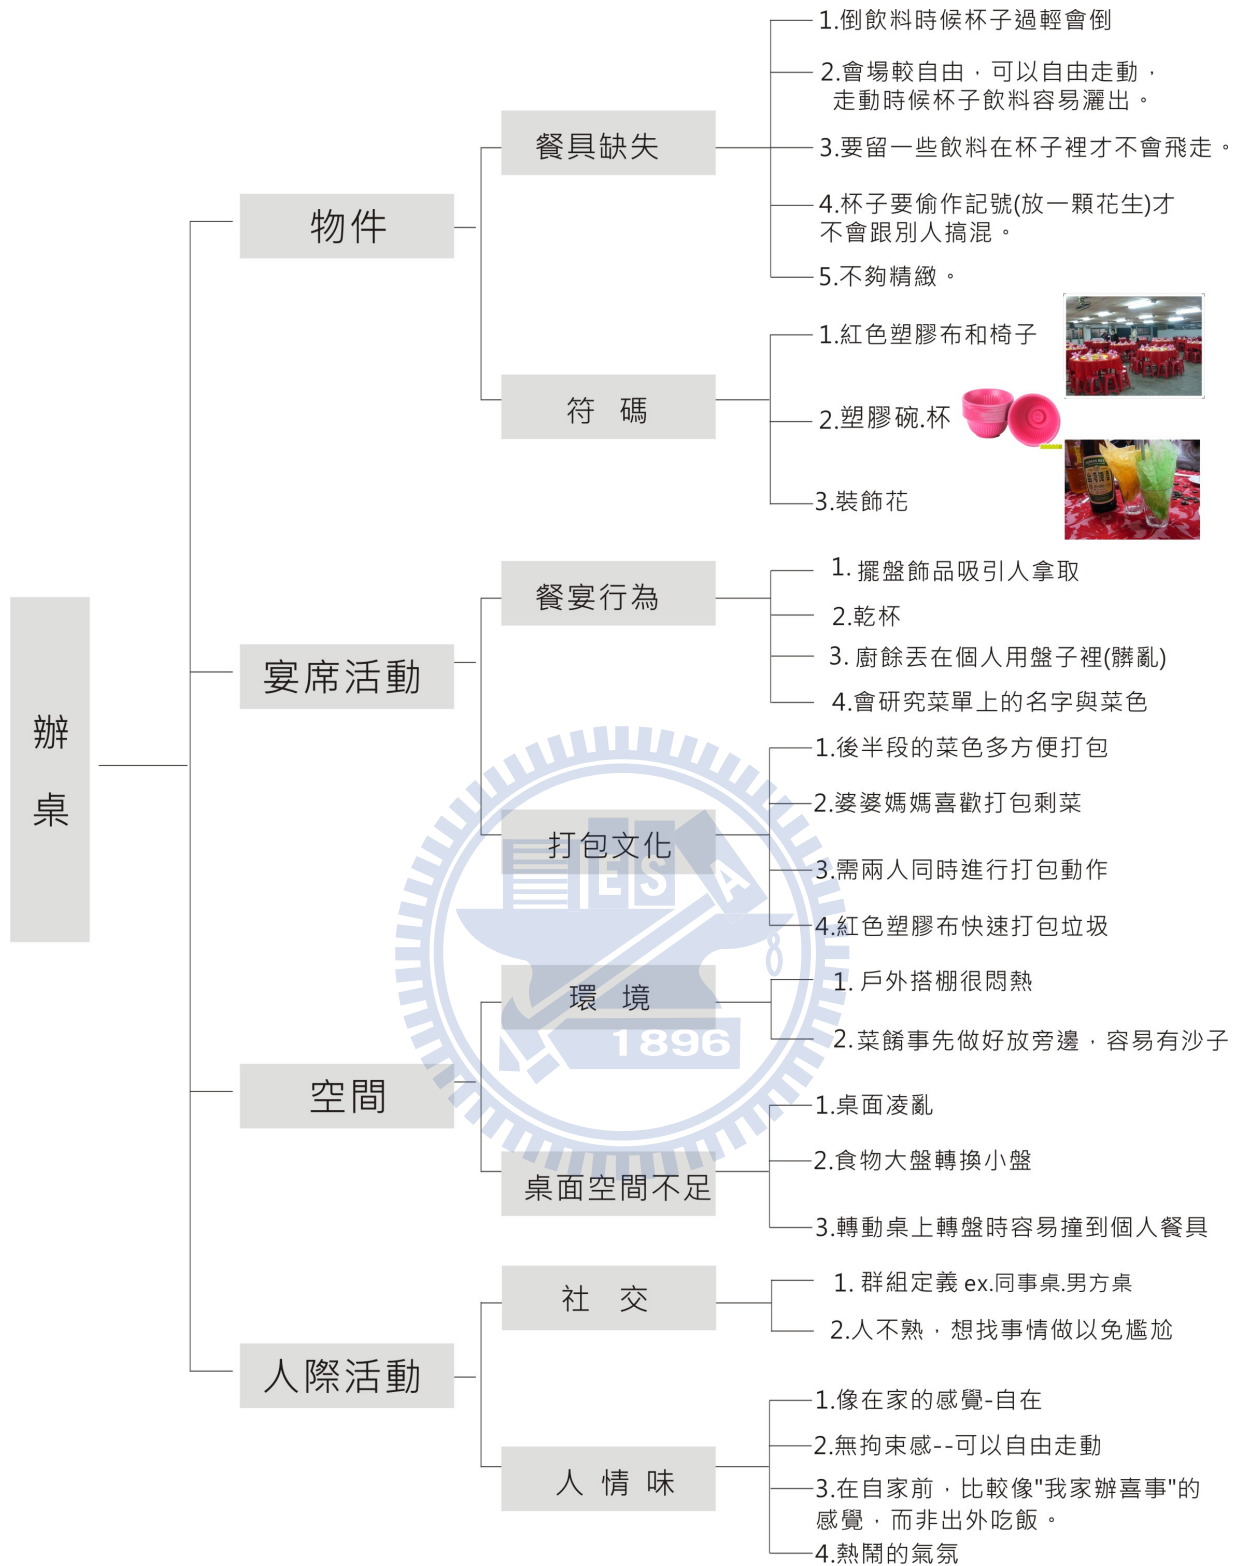 辦桌
物件
餐具缺失
1.倒飲料時候杯子過輕會倒
2.會場較自由，可以自由走動，
走動時候杯子飲料容易灑出。
3.要留一些飲料在杯子裡才不會飛走。
4.杯子要偷作記號(放一顆花生)才
不會跟別人搞混。
5.不夠精緻。
符 碼
1.紅色塑膠布和椅子
2.塑膠碗.杯
3.裝飾花
宴席活動
餐宴行為
1.擺盤飾品吸引人拿取
2.乾杯
3.廚餘丟在個人用盤子裡(髒亂)
4.會研究菜單上的名字與菜色
打包文化
1.後半段的菜色多方便打包
2.婆婆媽媽喜歡打包剩菜
3.需兩人同時進行打包動作
4.紅色塑膠布快速打包垃圾
空間
環 境
1.戶外搭棚很悶熱
2.菜餚事先做好放旁邊，容易有沙子
桌面空間不足
1.桌面凌亂
2.食物大盤轉換小盤
3.轉動桌上轉盤時容易撞到個人餐具
人際活動
社 交
1.群組定義 ex.同事桌.男方桌
2.人不熟，想找事情做以免尷尬
人 情 味
1.像在家的感覺-自在
2.無拘束感--可以自由走動
3.在自家前，比較像"我家辦喜事"的
感覺，而非出外吃飯。
4.熱鬧的氣氛
E S A
1896